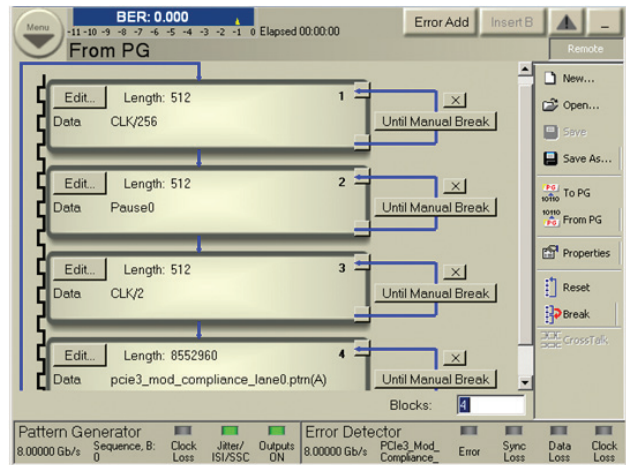 Menu
BER: 0.000
-11 -10 -9 -8 -7 -6 -5 -4 -3 -2 -1 0 Elapsed 00:00:00
Error Add
Insert B
From PG
Remote
Edit... Length: 512 1
Data CLK/256
Until Manual Break
Edit... Length: 512 2
Data Pause0
Until Manual Break
Edit... Length: 512 3
Data CLK/2
Until Manual Break
Edit... Length: 8552960 4
Data pcie3_mod_compliance_lane0.ptrn(A)
Until Manual Break
Blocks: 4
New...
Open...
Save
Save As...
PG 10110 To PG
10110 PG From PG
Properties
Reset
Break
CrossTalk
Pattern Generator
8.00000 Gb/s
Sequence, B:
0
Clock
Loss
Jitter/
ISI/SSC
Outputs
ON
Error Detector
8.00000 Gb/s
PCIe3_Mod_
Compliance_
Error
Sync
Loss
Data
Loss
Clock
Loss